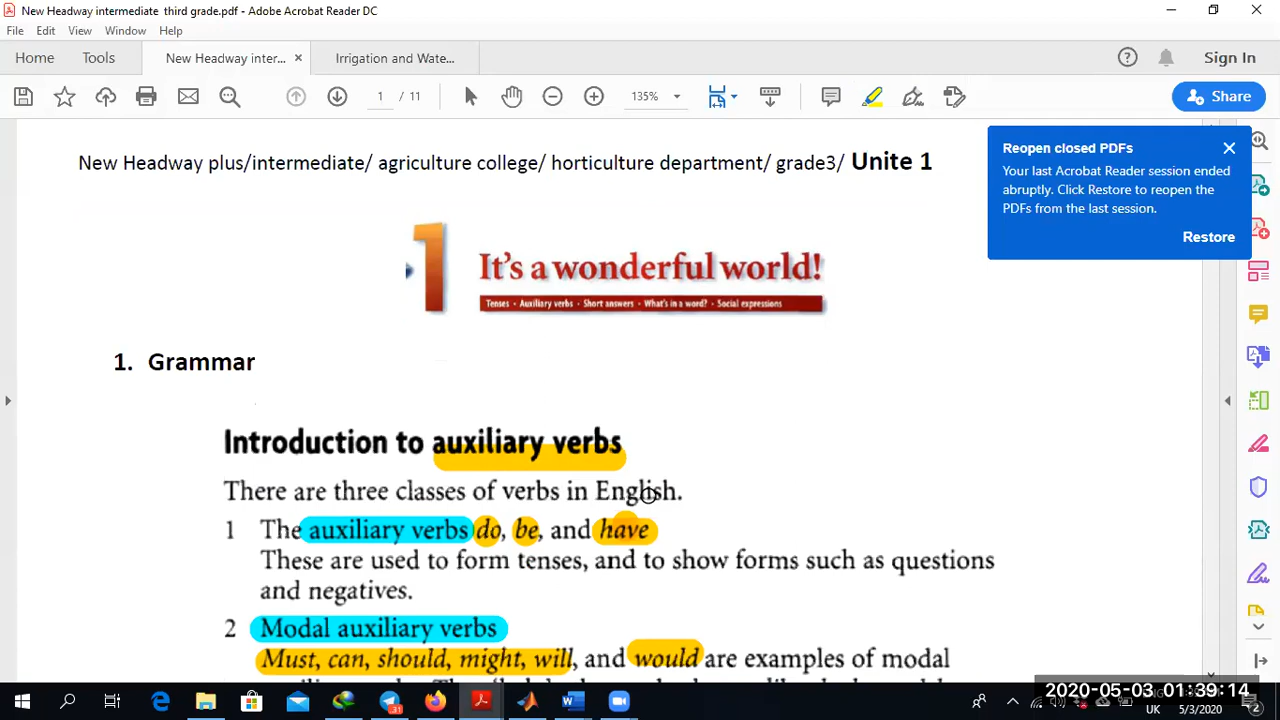 New Headway intermediate  third grade.pdf - Adobe Acrobat Reader DC
File Edit View Window Help
Home Tools New Headway inter... Irrigation and Wate... Sign In
1 / 11 135% Share
New Headway plus/intermediate/ agriculture college/ horticulture department/ grade3/ Unite 1
Reopen closed PDFs
Your last Acrobat Reader session ended
abruptly. Click Restore to reopen the
PDFs from the last session.
Restore
1 It's a wonderful world!
Tenses • Auxiliary verbs • Short answers • What's in a word? • Social expressions
1. Grammar
Introduction to auxiliary verbs
There are three classes of verbs in English.
1 The auxiliary verbs do, be, and have
These are used to form tenses, and to show forms such as questions
and negatives.
2 Modal auxiliary verbs
Must, can, should, might, will, and would are examples of modal
31
2020-05-03 01:39:14
UK 5/3/2020 2